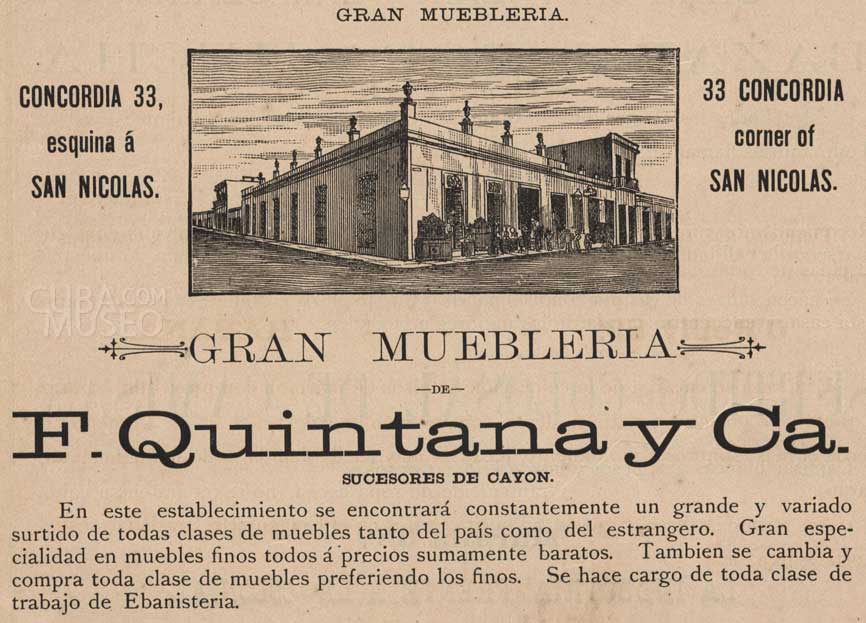 GRAN MUEBLERIA.
CONCORDIA 33,
esquina á
SAN NICOLAS.
33 CONCORDIA
corner of
SAN NICOLAS.
CUBA.COM
MUSEO
GRAN MUEBLERIA
—DE—
F. Quintana y Ca.
SUCESORES DE CAYON.
En este establecimiento se encontrará constantemente un grande y variado
surtido de todas clases de muebles tanto del país como del estrangero. Gran espe-
cialidad en muebles finos todos á precios sumamente baratos. Tambien se cambia y
compra toda clase de muebles preferiendo los finos. Se hace cargo de toda clase de
trabajo de Ebanisteria.